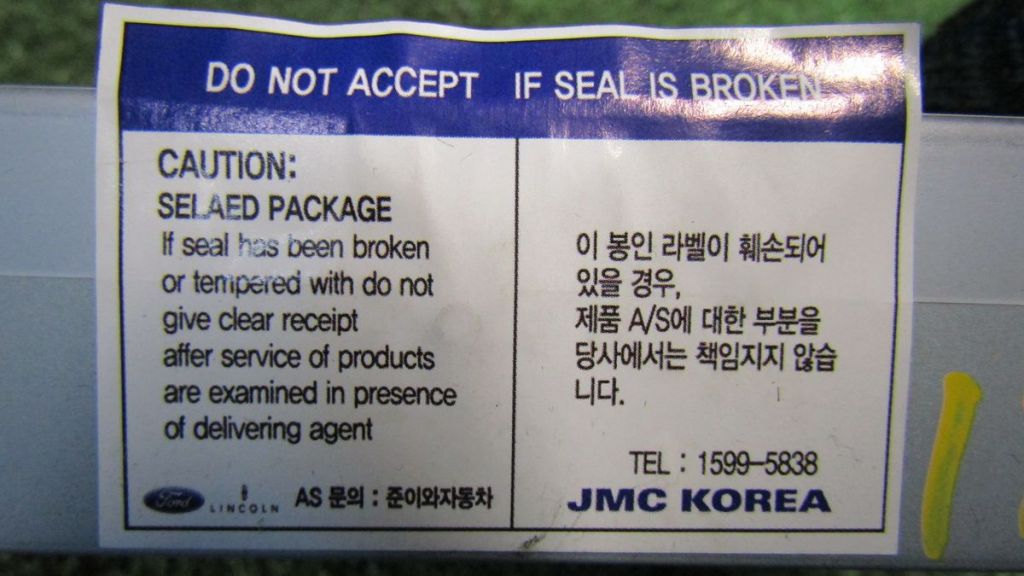 DO NOT ACCEPT IF SEAL IS BROKEN
CAUTION:
SELAED PACKAGE
If seal has been broken
or tempered with do not
give clear receipt
affer service of products
are examined in presence
of delivering agent
Ford LINCOLN AS 문의 : 준이와자동차
이 봉인 라벨이 훼손되어
있을 경우,
제품 A/S에 대한 부분을
당사에서는 책임지지 않습
니다.
TEL : 1599-5838
JMC KOREA